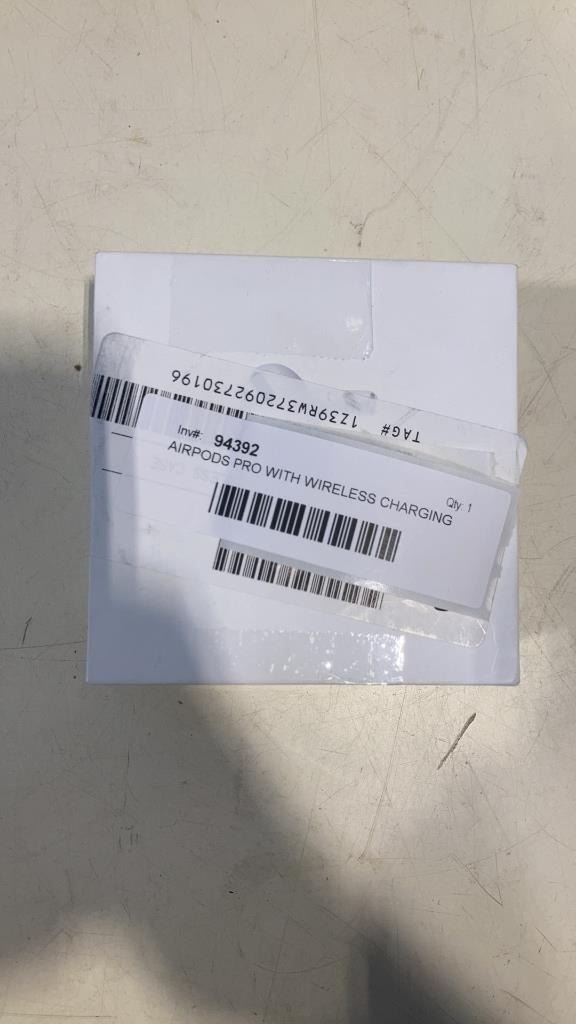 TAG# 1Z39RW372092730196
Inv#: 94392
AIRPODS PRO WITH WIRELESS CHARGING
Qty: 1